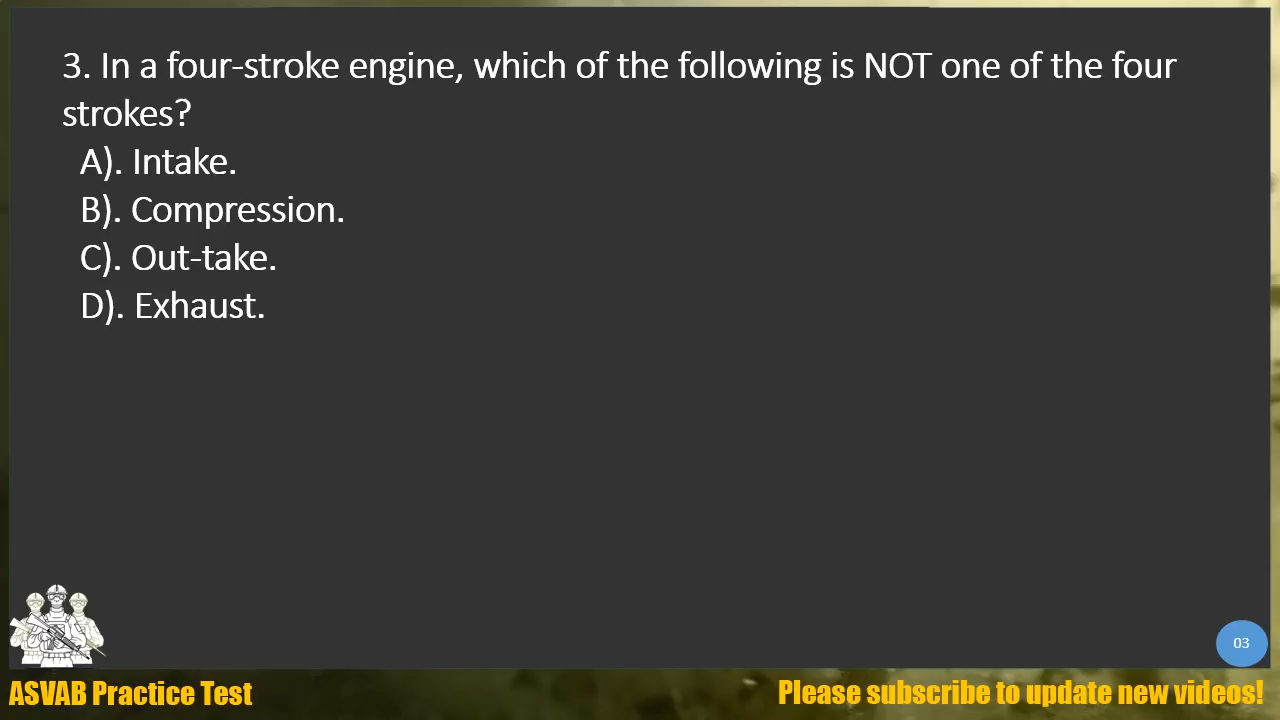 3. In a four-stroke engine, which of the following is NOT one of the four
strokes?
A). Intake.
B). Compression.
C). Out-take.
D). Exhaust.
03
ASVAB Practice Test
Please subscribe to update new videos!